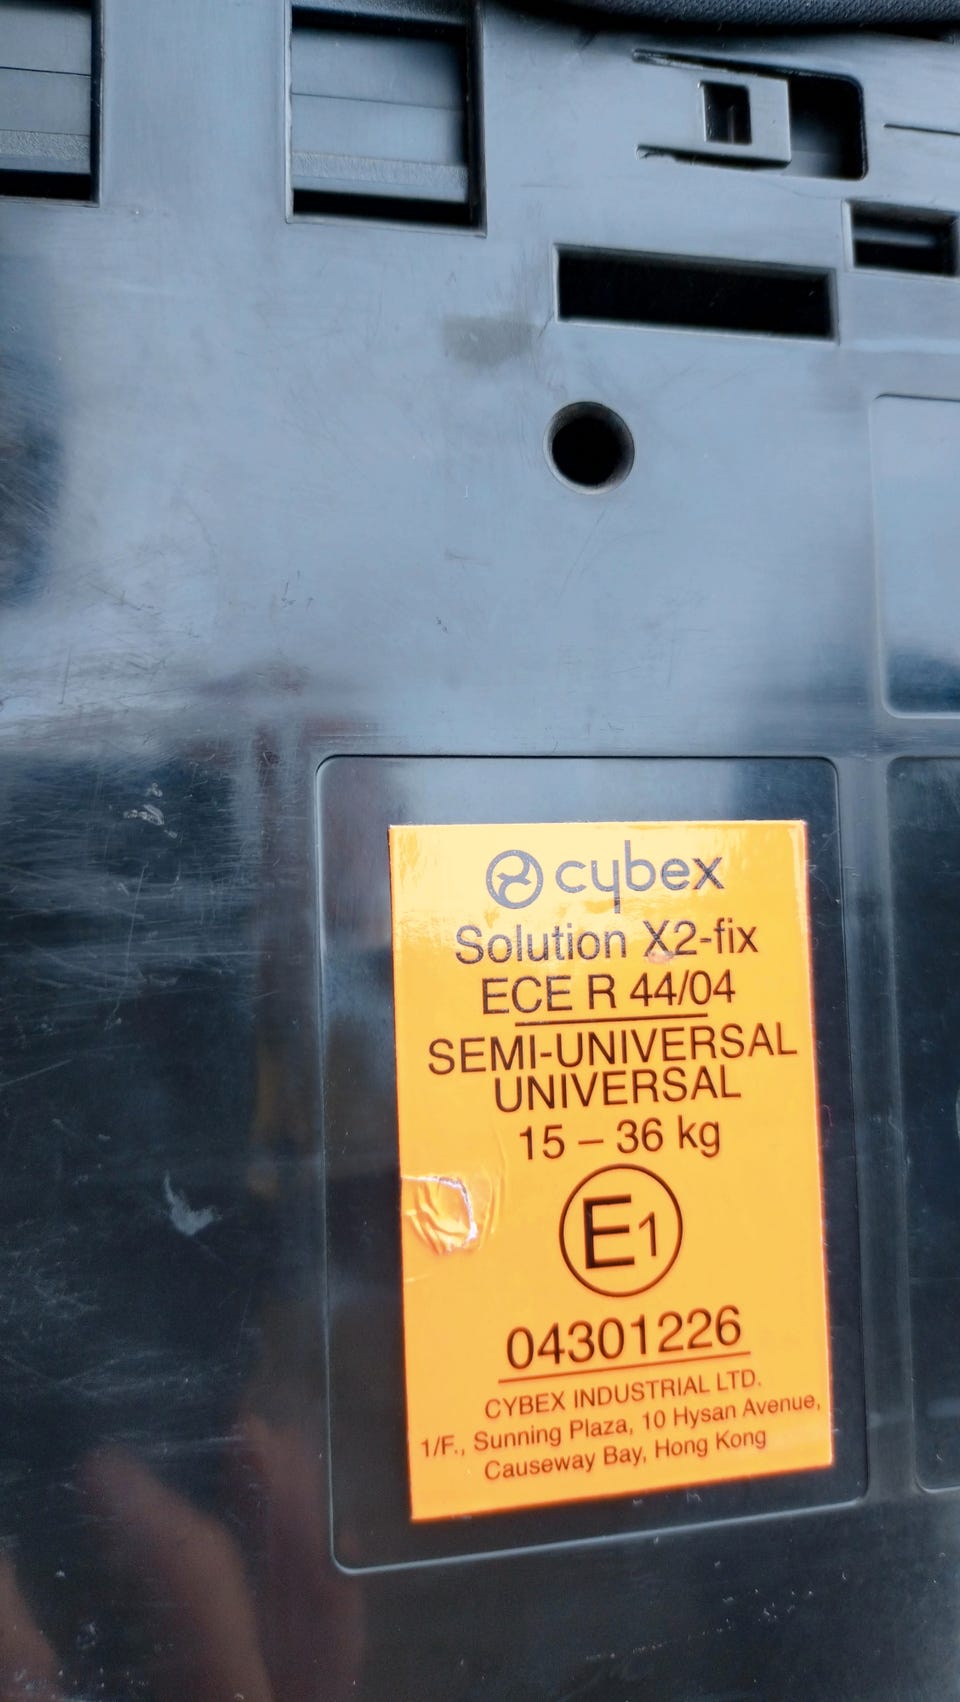 cybex
Solution X2-fix
ECE R 44/04
SEMI-UNIVERSAL
UNIVERSAL
15 – 36 kg
E1
04301226
CYBEX INDUSTRIAL LTD.
1/F., Sunning Plaza, 10 Hysan Avenue,
Causeway Bay, Hong Kong